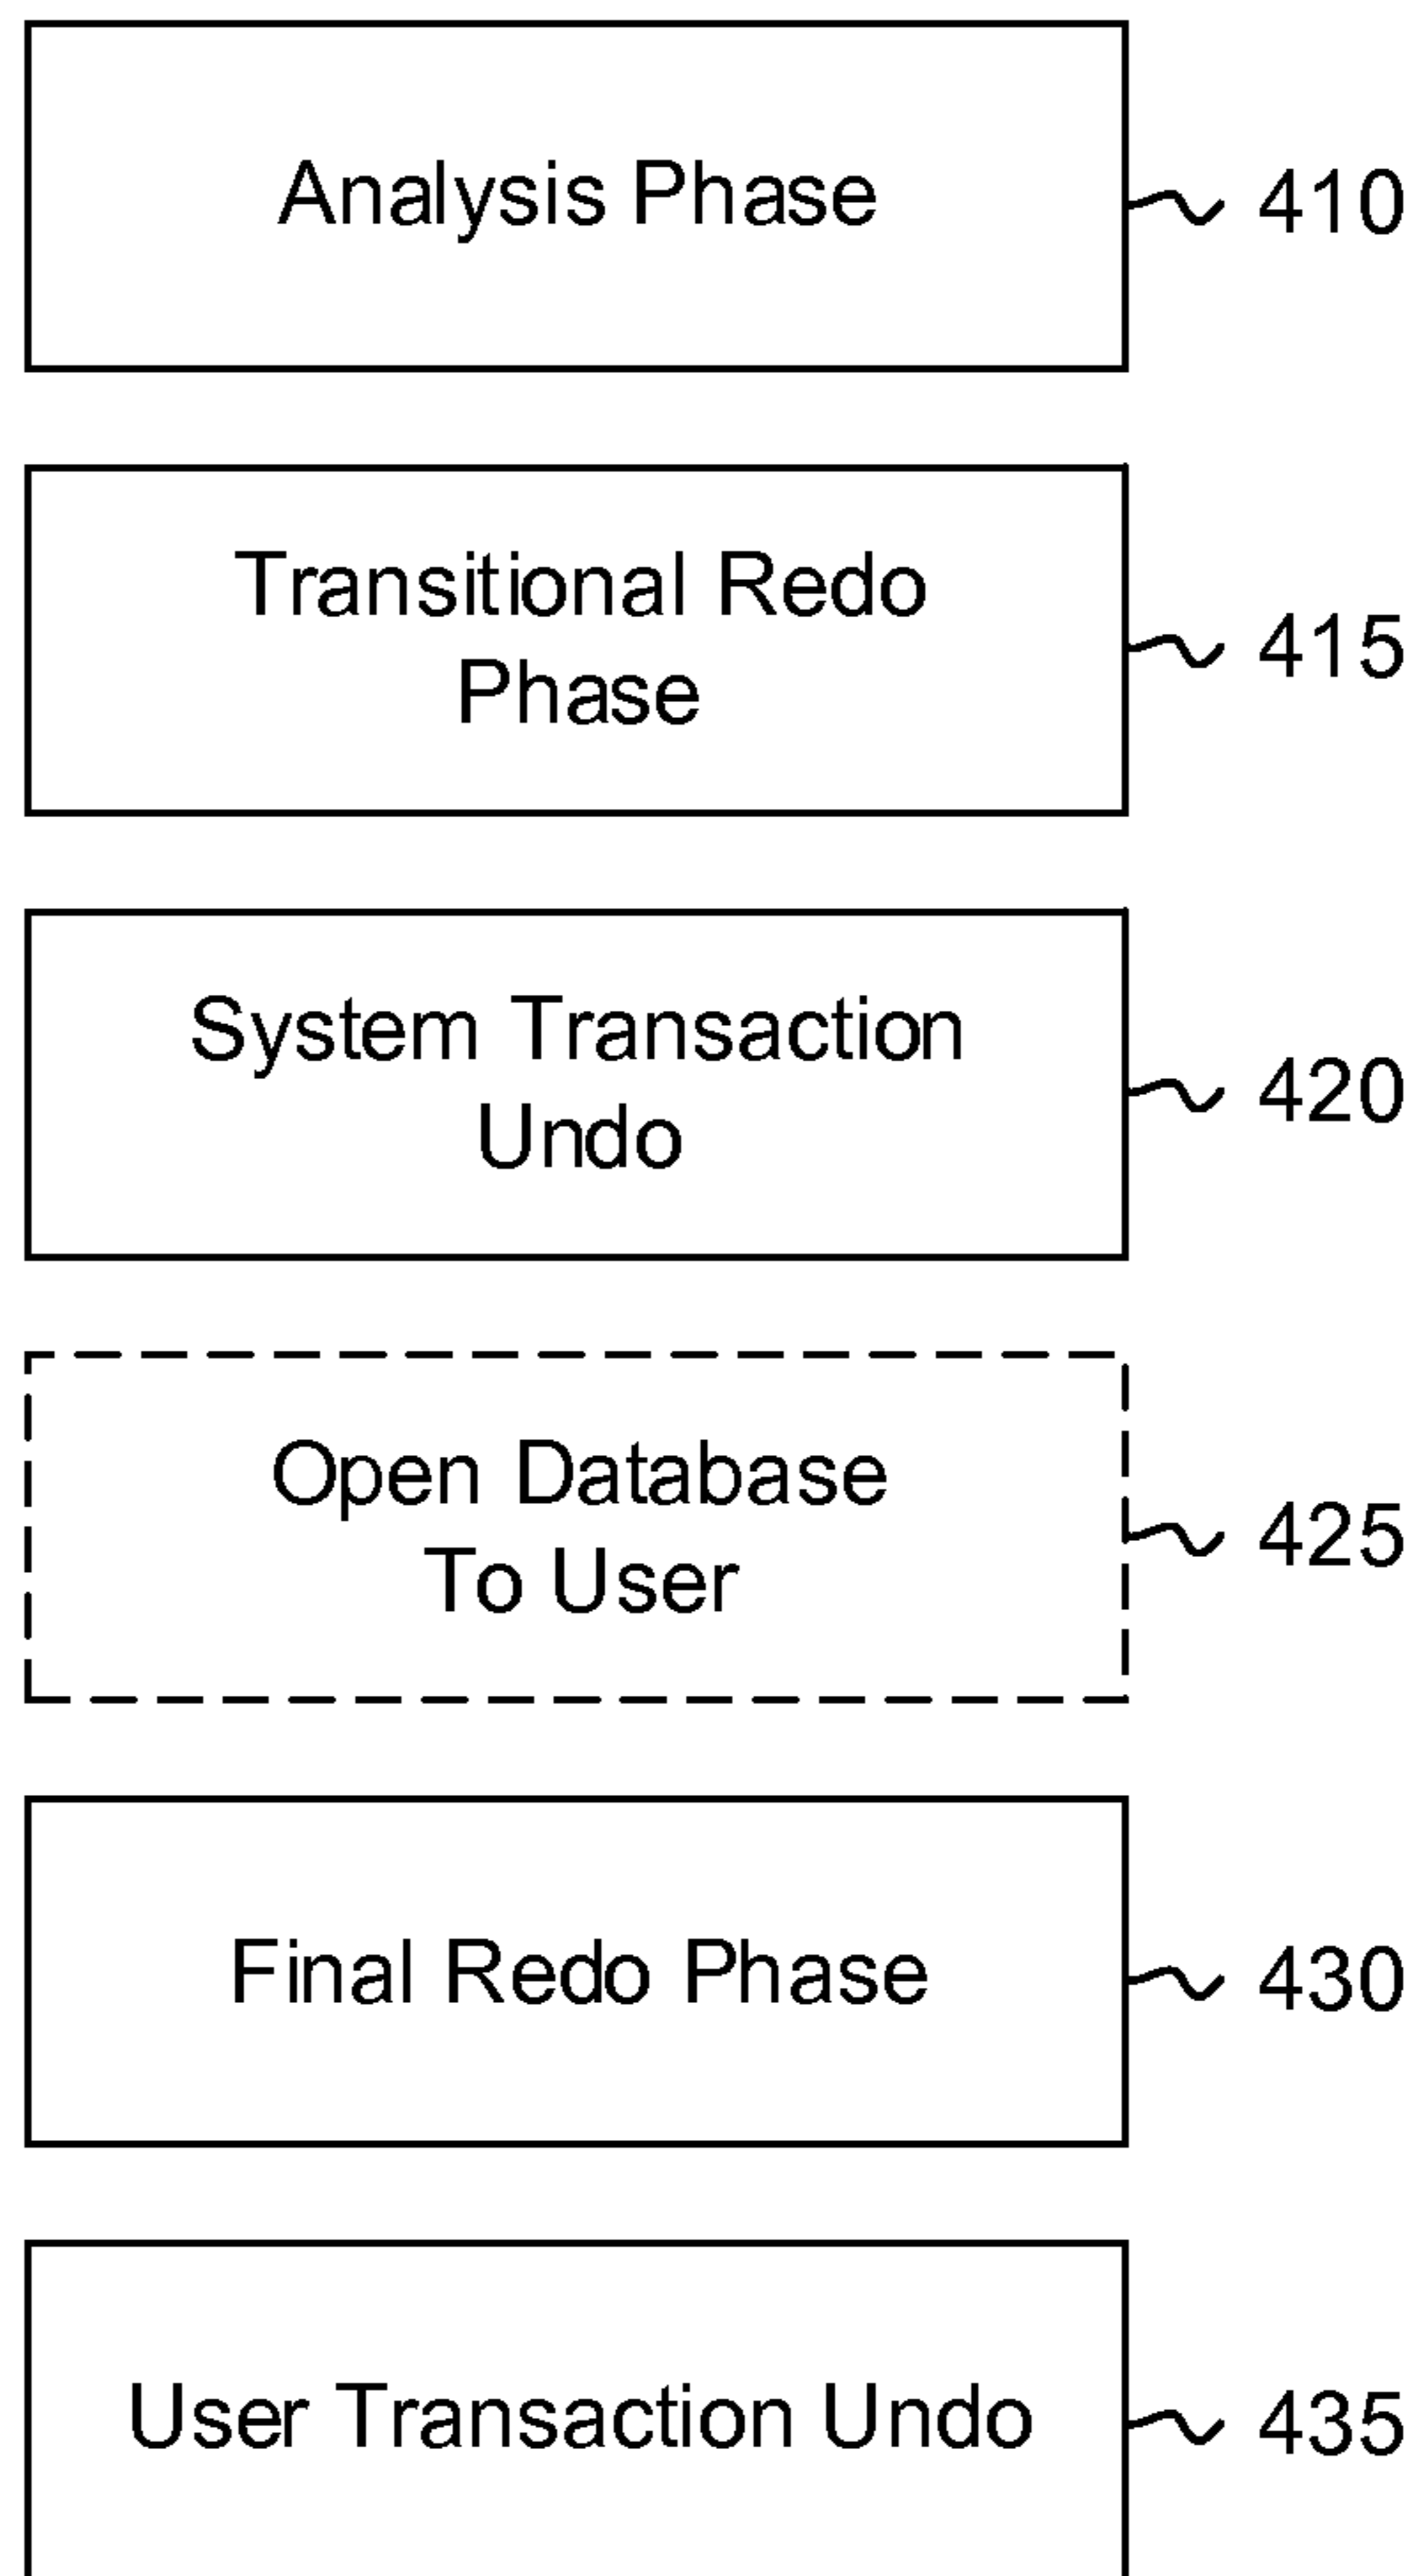 Analysis Phase
410
Transitional Redo
Phase
415
System Transaction
Undo
420
Open Database
To User
425
Final Redo Phase
430
User Transaction Undo
435